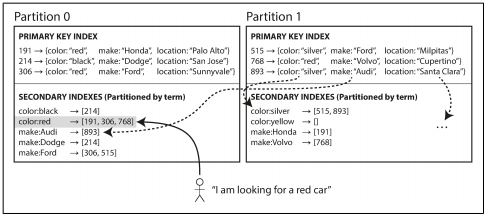 Partition 0
PRIMARY KEY INDEX
191 → {color: “red”, make: “Honda”, location: “Palo Alto”}
214 → {color: “black”, make: “Dodge”, location: “San Jose”}
306 → {color: “red”, make: “Ford”, location: “Sunnyvale”}
SECONDARY INDEXES (Partitioned by term)
color:black → [214]
color:red → [191, 306, 768]
make:Audi → [893]
make:Dodge → [214]
make:Ford → [306, 515]
Partition 1
PRIMARY KEY INDEX
515 → {color: “silver”, make: “Ford”, location: “Milpitas”}
768 → {color: “red”, make: “Volvo”, location: “Cupertino”}
893 → {color: “silver”, make: “Audi”, location: “Santa Clara”}
SECONDARY INDEXES (Partitioned by term)
color:silver → [515, 893]
color:yellow → []
make:Honda → [191]
make:Volvo → [768]
...
“I am looking for a red car”